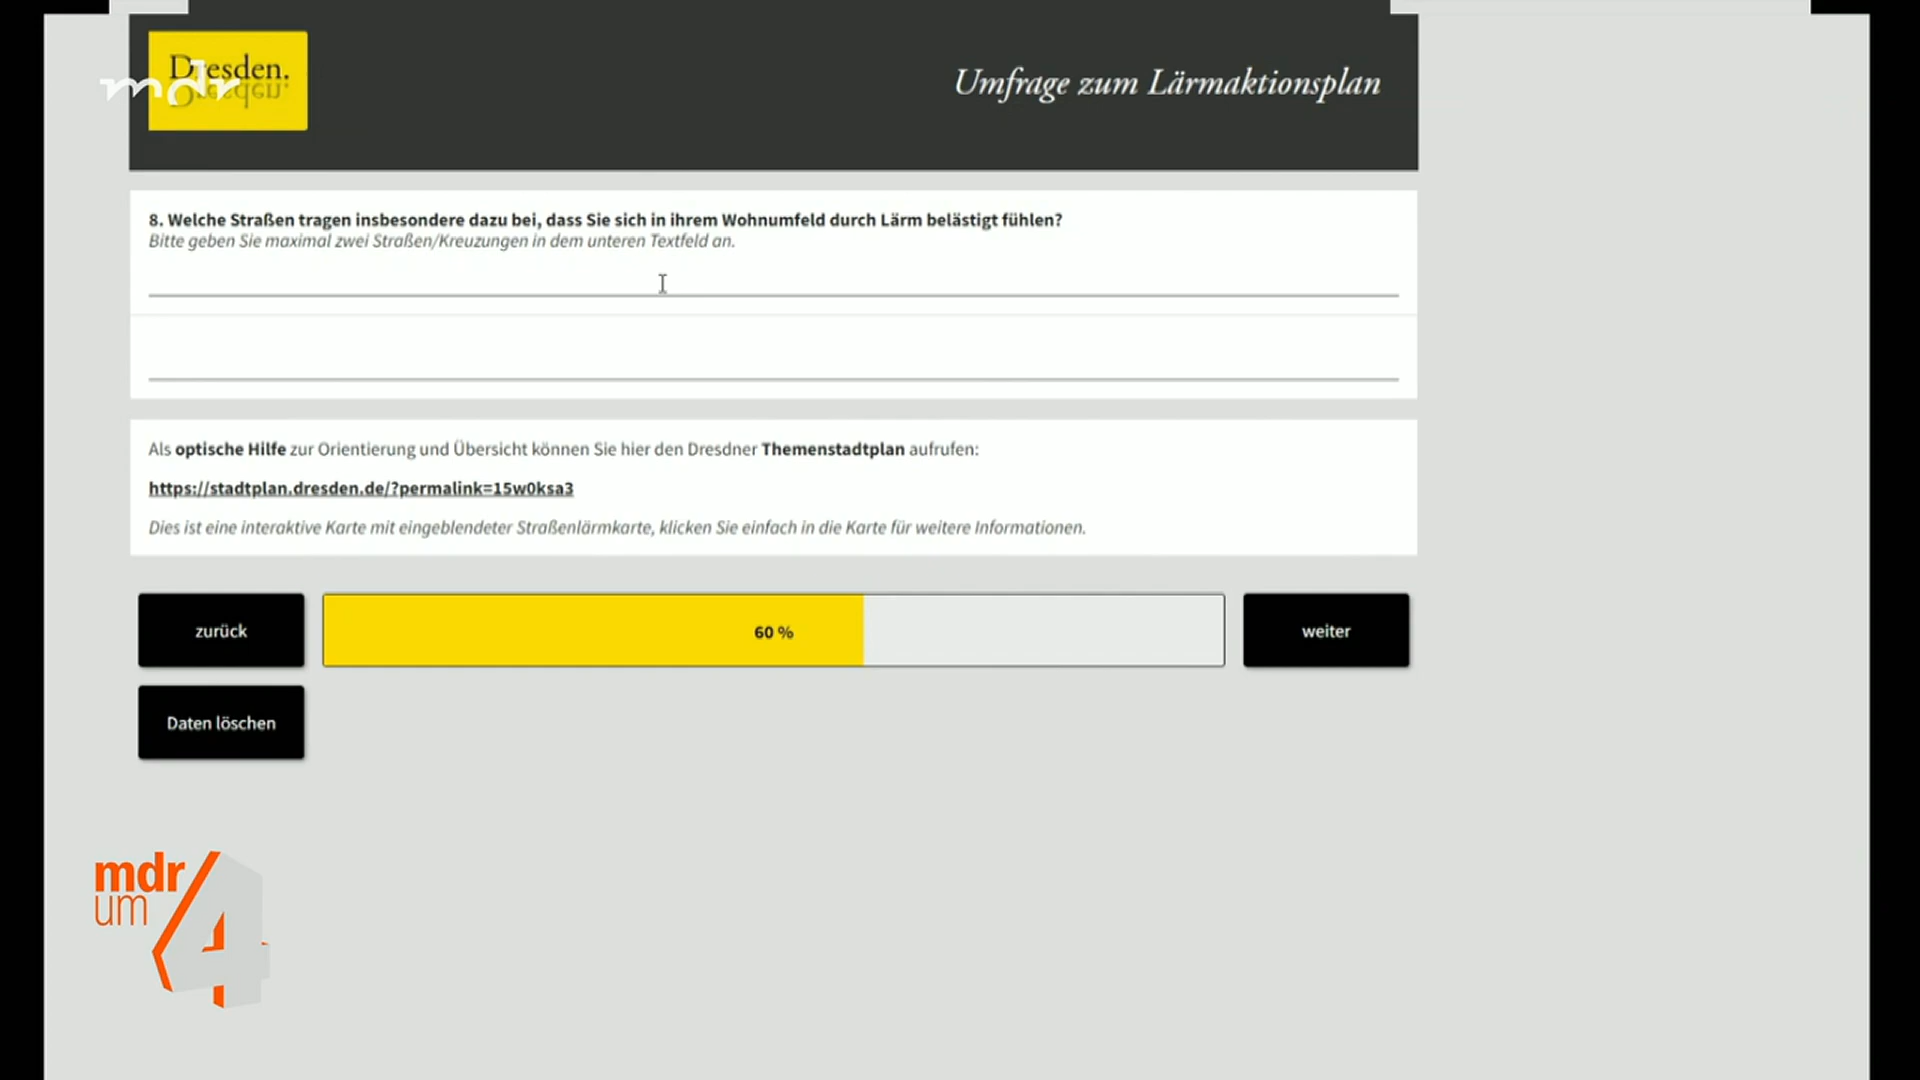 Dresden.
mdr
Umfrage zum Lärmaktionsplan
8. Welche Straßen tragen insbesondere dazu bei, dass Sie sich in ihrem Wohnumfeld durch Lärm belästigt fühlen?
Bitte geben Sie maximal zwei Straßen/Kreuzungen in dem unteren Textfeld an.
Als optische Hilfe zur Orientierung und Übersicht können Sie hier den Dresdner Themenstadtplan aufrufen:
https://stadtplan.dresden.de/?permalink=15w0ksa3
Dies ist eine interaktive Karte mit eingeblendeter Straßenlärmkarte, klicken Sie einfach in die Karte für weitere Informationen.
zurück
60 %
weiter
Daten löschen
mdr
um
4